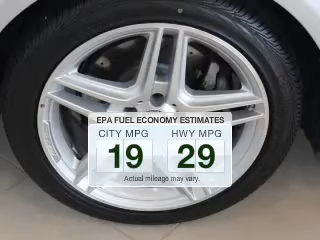 EPA FUEL ECONOMY ESTIMATES
CITY MPG HWY MPG
19 29
Actual mileage may vary.